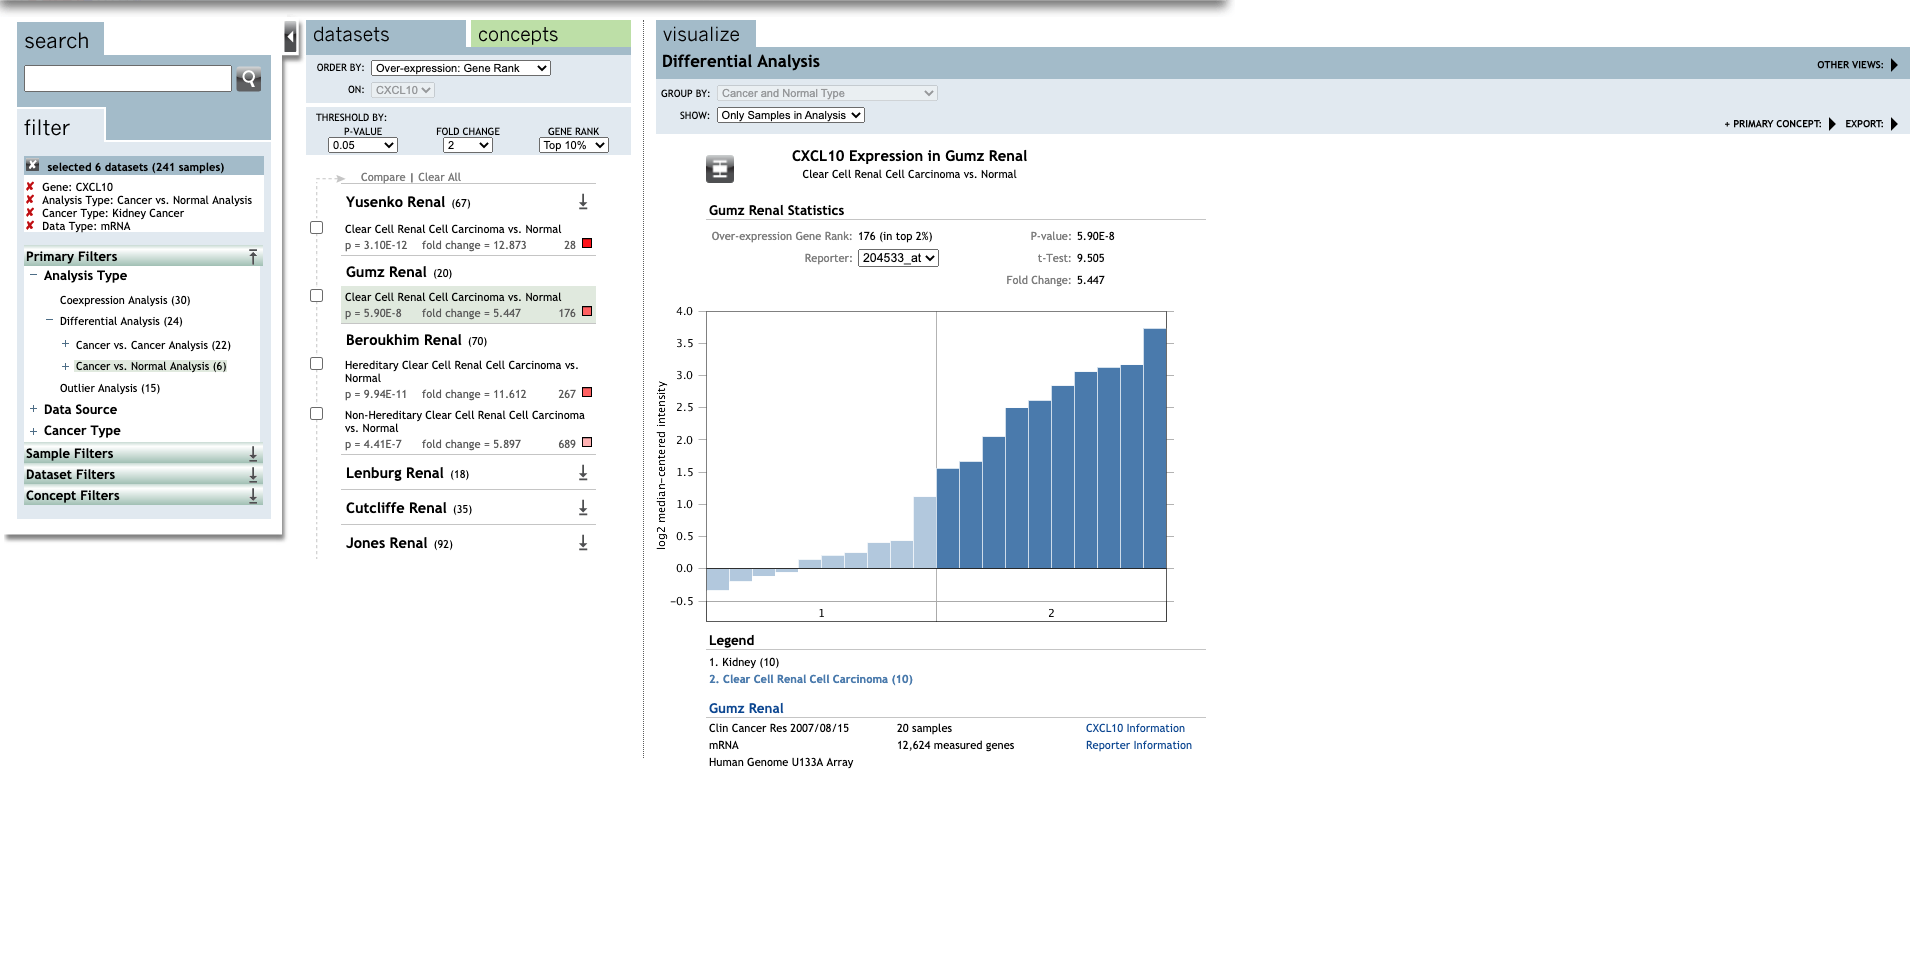 search
filter
selected 6 datasets (241 samples)
Gene: CXCL10
Analysis Type: Cancer vs. Normal Analysis
Cancer Type: Kidney Cancer
Data Type: mRNA
Primary Filters
Analysis Type
Coexpression Analysis (30)
Differential Analysis (24)
Cancer vs. Cancer Analysis (22)
Cancer vs. Normal Analysis (6)
Outlier Analysis (15)
Data Source
Cancer Type
Sample Filters
Dataset Filters
Concept Filters
datasets
concepts
ORDER BY: Over-expression: Gene Rank
ON: CXCL10
THRESHOLD BY:
P-VALUE FOLD CHANGE GENE RANK
0.05 2 Top 10%
Compare | Clear All
Yusenko Renal (67)
Clear Cell Renal Cell Carcinoma vs. Normal
p = 3.10E-12 fold change = 12.873 28
Gumz Renal (20)
Clear Cell Renal Cell Carcinoma vs. Normal
p = 5.90E-8 fold change = 5.447 176
Beroukhim Renal (70)
Hereditary Clear Cell Renal Cell Carcinoma vs.
Normal
p = 9.94E-11 fold change = 11.612 267
Non-Hereditary Clear Cell Renal Cell Carcinoma
vs. Normal
p = 4.41E-7 fold change = 5.897 689
Lenburg Renal (18)
Cutcliffe Renal (35)
Jones Renal (92)
visualize
Differential Analysis
OTHER VIEWS:
GROUP BY: Cancer and Normal Type
SHOW: Only Samples in Analysis
+ PRIMARY CONCEPT: EXPORT:
CXCL10 Expression in Gumz Renal
Clear Cell Renal Cell Carcinoma vs. Normal
Gumz Renal Statistics
Over-expression Gene Rank: 176 (in top 2%) P-value: 5.90E-8
Reporter: 204533_at t-Test: 9.505
Fold Change: 5.447
log2 median-centered intensity
4.0
3.5
3.0
2.5
2.0
1.5
1.0
0.5
0.0
-0.5
1 2
Legend
1. Kidney (10)
2. Clear Cell Renal Cell Carcinoma (10)
Gumz Renal
Clin Cancer Res 2007/08/15 20 samples CXCL10 Information
mRNA 12,624 measured genes Reporter Information
Human Genome U133A Array